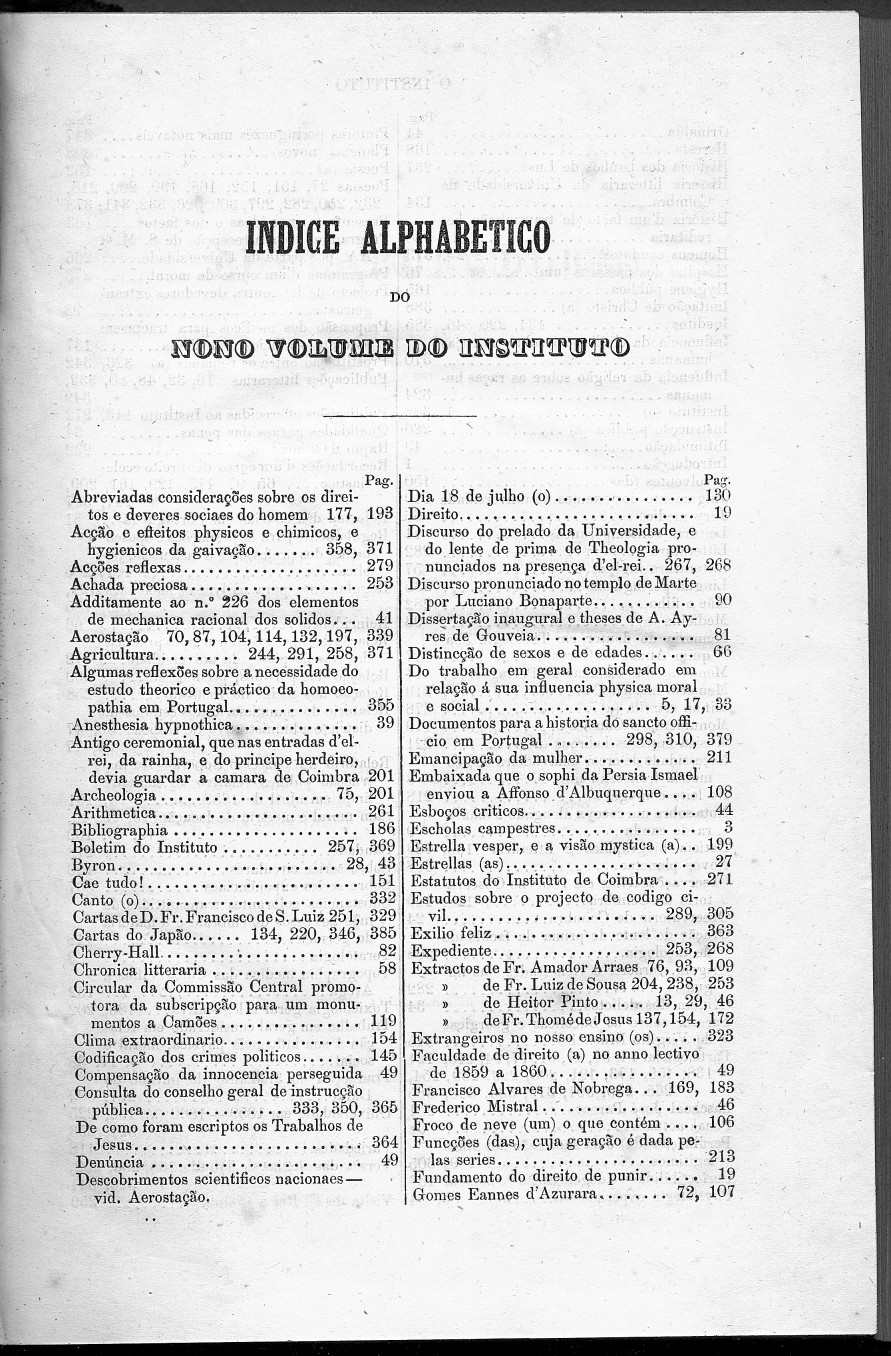 INDICE ALPHABETICO
DO
NONO VOLUME DO INSTITUTO
Pag.
Abreviadas considerações sobre os direi-
tos e deveres sociaes do homem 177, 193
Acção e effeitos physicos e chimicos, e
hygienicos da gaivação....... 358, 371
Acções reflexas.................... 279
Achada preciosa................... 253
Additamente ao n.º 226 dos elementos
de mechanica racional dos solidos... 41
Aerostação 70, 87, 104, 114, 132, 197, 339
Agricultura.......... 244, 291, 258, 371
Algumas reflexões sobre a necessidade do
estudo theorico e práctico da homoeo-
pathia em Portugal............... 355
Anesthesia hypnothica.............. 39
Antigo ceremonial, que nas entradas d'el-
rei, da rainha, e do principe herdeiro,
devia guardar a camara de Coimbra 201
Archeologia ................... 75, 201
Arithmetica....................... 261
Bibliographia ..................... 186
Boletim do Instituto ........... 257, 369
Byron......................... 28, 43
Cae tudo!........................ 151
Canto (o)......................... 332
Cartas de D. Fr. Francisco de S. Luiz 251, 329
Cartas do Japão...... 134, 220, 346, 385
Cherry-Hall....................... 82
Chronica litteraria ................. 58
Circular da Commissão Central promo-
tora da subscripção para um monu-
mentos a Camões ................ 119
Clima extraordinario............... 154
Codificação dos crimes politicos....... 145
Compensação da innocencia perseguida 49
Consulta do conselho geral de instrucção
pública................ 333, 350, 365
De como foram escriptos os Trabalhos de
Jesus.......................... 364
Denúncia ........................ 49
Descobrimentos scientificos nacionaes—
vid. Aerostação.
Pag.
Dia 18 de julho (o) ................ 130
Direito........................... 19
Discurso do prelado da Universidade, e
do lente de prima de Theologia pro-
nunciados na presença d'el-rei.. 267, 268
Discurso pronunciado no templo de Marte
por Luciano Bonaparte............ 90
Dissertação inaugural e theses de A. Ay-
res de Gouveia.................. 81
Distincção de sexos e de edades...... 66
Do trabalho em geral considerado em
relação á sua influencia physica moral
e social ................... 5, 17, 33
Documentos para a historia do sancto offi-
cio em Portugal ........ 298, 310, 379
Emancipação da mulher............. 211
Embaixada que o sophi da Persia Ismael
enviou a Affonso d'Albuquerque.... 108
Esboços criticos.................... 44
Escholas campestres................ 3
Estrella vesper, e a visão mystica (a).. 199
Estrellas (as)...................... 27
Estatutos do Instituto de Coimbra .... 271
Estudos sobre o projecto de codigo ci-
vil........................ 289, 305
Exilio feliz ....................... 363
Expediente................... 253, 268
Extractos de Fr. Amador Arraes 76, 93, 109
» de Fr. Luiz de Sousa 204, 238, 253
» de Heitor Pinto ..... 13, 29, 46
» de Fr. Thomé de Jesus 137, 154, 172
Extrangeiros no nosso ensino (os)..... 323
Faculdade de direito (a) no anno lectivo
de 1859 a 1860................. 49
Francisco Alvares de Nobrega... 169, 183
Frederico Mistral .................. 46
Froco de neve (um) o que contém .... 106
Funcções (das), cuja geração é dada pe-
las series....................... 213
Fundamento do direito de punir...... 19
Gomes Eannes d'Azurara........ 72, 107